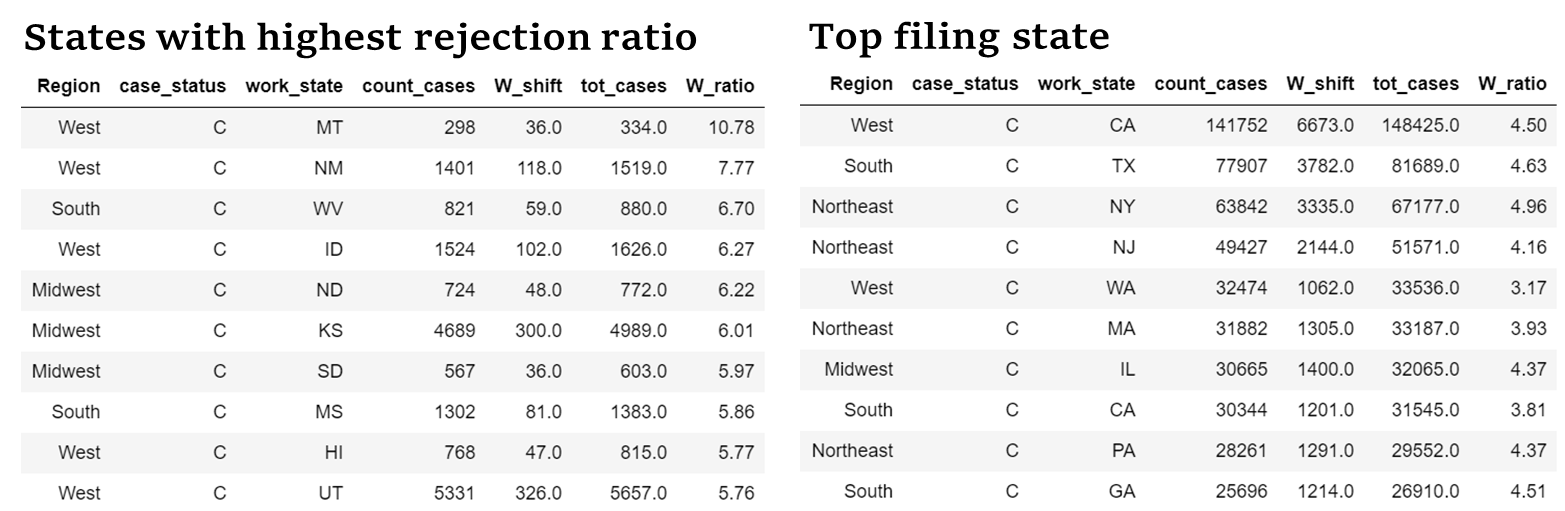 States with highest rejection ratio
Region case_status work_state count_cases W_shift tot_cases W_ratio
West C MT 298 36.0 334.0 10.78
West C NM 1401 118.0 1519.0 7.77
South C WV 821 59.0 880.0 6.70
West C ID 1524 102.0 1626.0 6.27
Midwest C ND 724 48.0 772.0 6.22
Midwest C KS 4689 300.0 4989.0 6.01
Midwest C SD 567 36.0 603.0 5.97
South C MS 1302 81.0 1383.0 5.86
West C HI 768 47.0 815.0 5.77
West C UT 5331 326.0 5657.0 5.76
Top filing state
Region case_status work_state count_cases W_shift tot_cases W_ratio
West C CA 141752 6673.0 148425.0 4.50
South C TX 77907 3782.0 81689.0 4.63
Northeast C NY 63842 3335.0 67177.0 4.96
Northeast C NJ 49427 2144.0 51571.0 4.16
West C WA 32474 1062.0 33536.0 3.17
Northeast C MA 31882 1305.0 33187.0 3.93
Midwest C IL 30665 1400.0 32065.0 4.37
South C CA 30344 1201.0 31545.0 3.81
Northeast C PA 28261 1291.0 29552.0 4.37
South C GA 25696 1214.0 26910.0 4.51